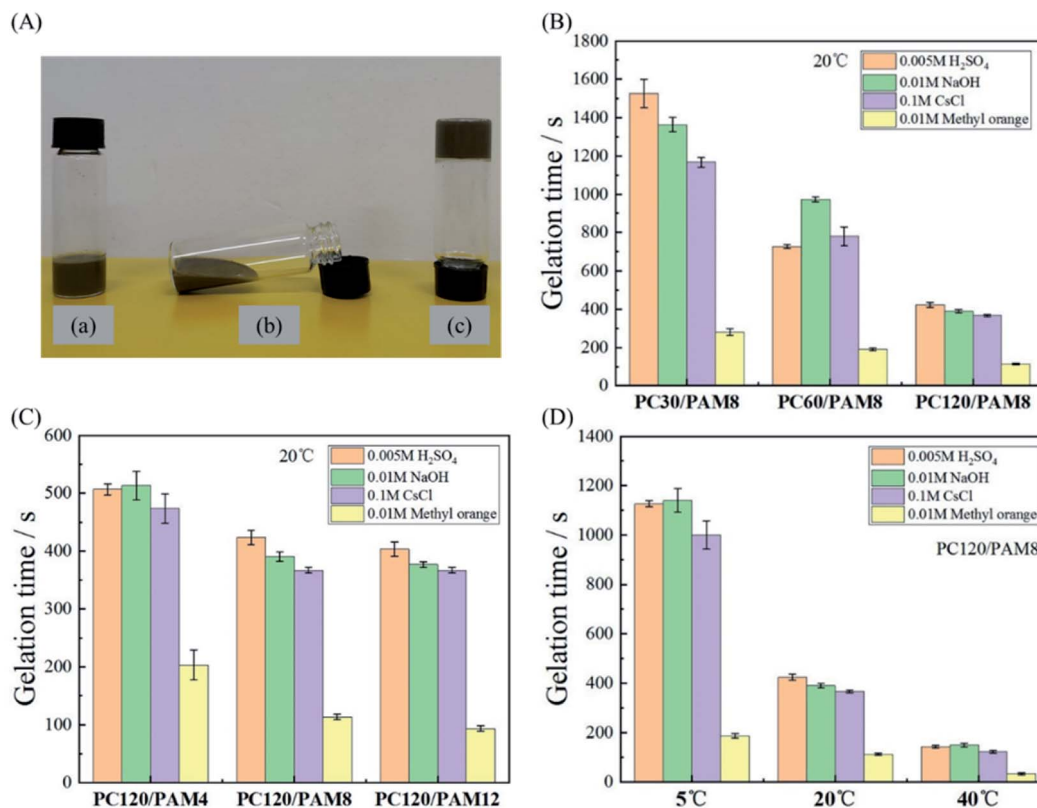 (A)
(a)
(b)
(c)
(B)
Gelation time / s
1800
1600
1400
1200
1000
800
600
400
200
0
20℃
0.005M H₂SO₄
0.01M NaOH
0.1M CsCl
0.01M Methyl orange
PC30/PAM8
PC60/PAM8
PC120/PAM8
(C)
Gelation time / s
600
500
400
300
200
100
0
20℃
0.005M H₂SO₄
0.01M NaOH
0.1M CsCl
0.01M Methyl orange
PC120/PAM4
PC120/PAM8
PC120/PAM12
(D)
Gelation time / s
1400
1200
1000
800
600
400
200
0
0.005M H₂SO₄
0.01M NaOH
0.1M CsCl
0.01M Methyl orange
PC120/PAM8
5℃
20℃
40℃